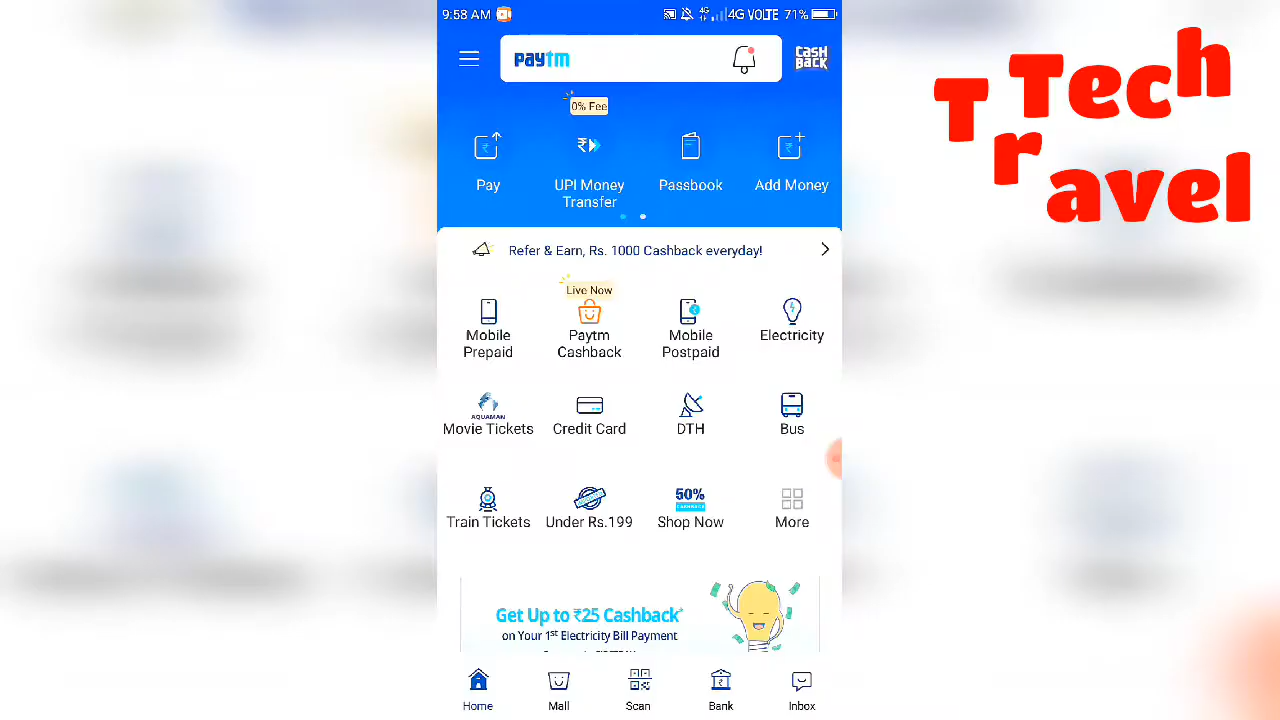 9:58 AM
4G 4G VOLTE 71%
paytm
CASH
BACK
0% Fee
Pay
UPI Money
Transfer
Passbook
Add Money
Refer & Earn, Rs. 1000 Cashback everyday!
Live Now
Mobile
Prepaid
Paytm
Cashback
Mobile
Postpaid
Electricity
AQUAMAN
Movie Tickets
Credit Card
DTH
Bus
50%
CASHBACK
Train Tickets
Under Rs.199
Shop Now
More
Get Up to ₹25 Cashback*
on Your 1st Electricity Bill Payment
Home
Mall
Scan
Bank
Inbox
Tech
Travel